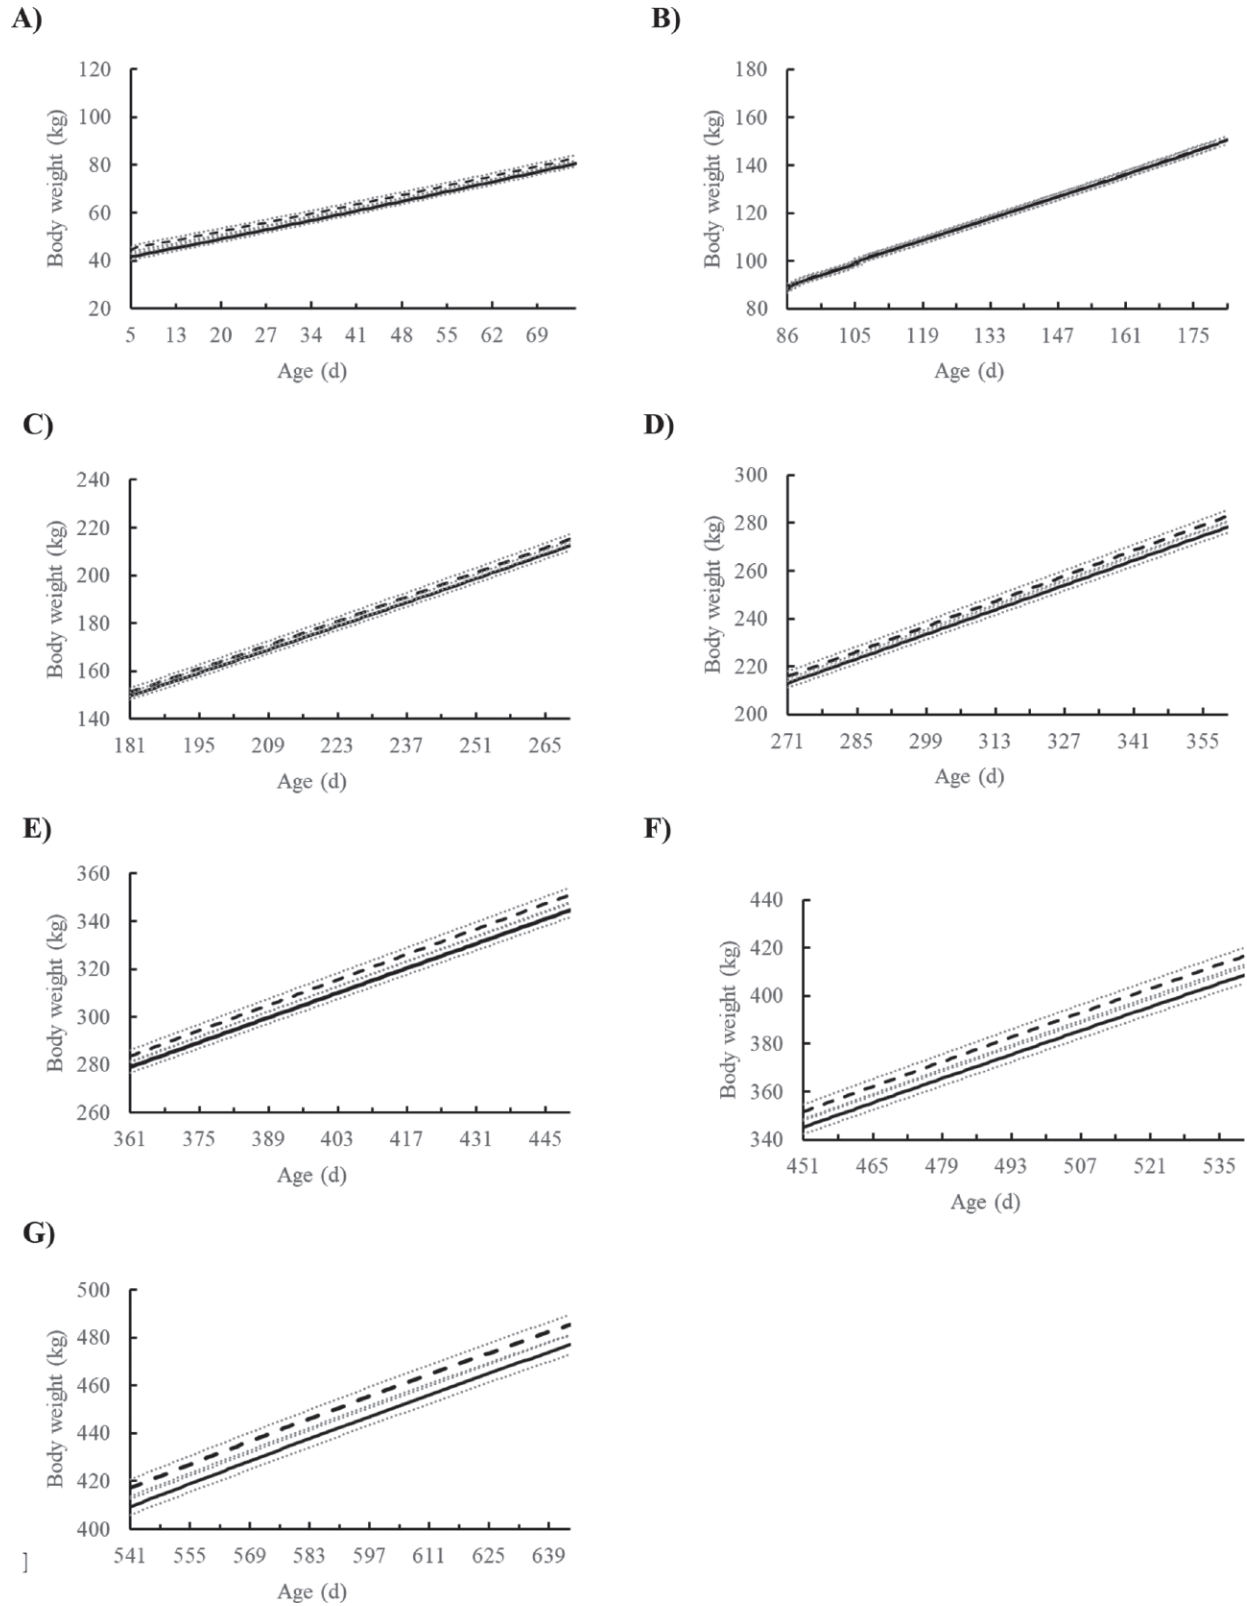 A)
120
100
80
60
40
20
Body weight (kg)
5 13 20 27 34 41 48 55 62 69
Age (d)
B)
180
160
140
120
100
80
Body weight (kg)
86 105 119 133 147 161 175
Age (d)
C)
240
220
200
180
160
140
Body weight (kg)
181 195 209 223 237 251 265
Age (d)
D)
300
280
260
240
220
200
Body weight (kg)
271 285 299 313 327 341 355
Age (d)
E)
360
340
320
300
280
260
Body weight (kg)
361 375 389 403 417 431 445
Age (d)
F)
440
420
400
380
360
340
Body weight (kg)
451 465 479 493 507 521 535
Age (d)
G)
500
480
460
440
420
400
Body weight (kg)
541 555 569 583 597 611 625 639
Age (d)
]